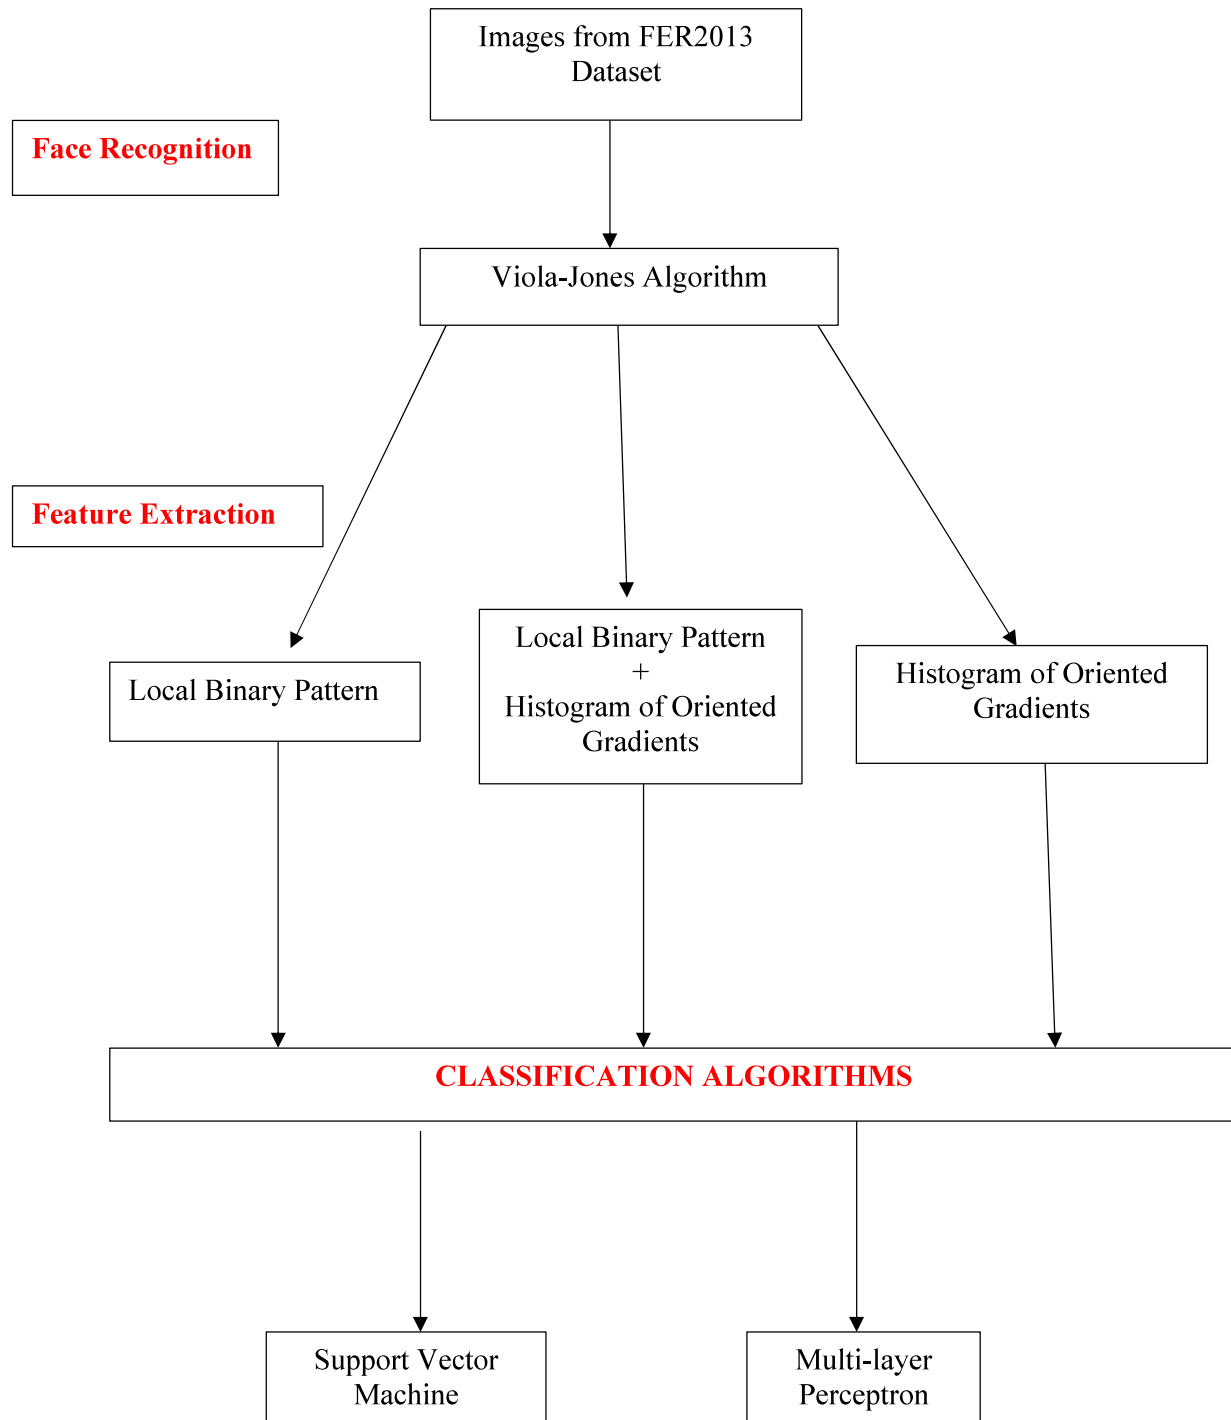 Images from FER2013
Dataset
Face Recognition
Viola-Jones Algorithm
Feature Extraction
Local Binary Pattern
Local Binary Pattern
+
Histogram of Oriented
Gradients
Histogram of Oriented
Gradients
CLASSIFICATION ALGORITHMS
Support Vector
Machine
Multi-layer
Perceptron